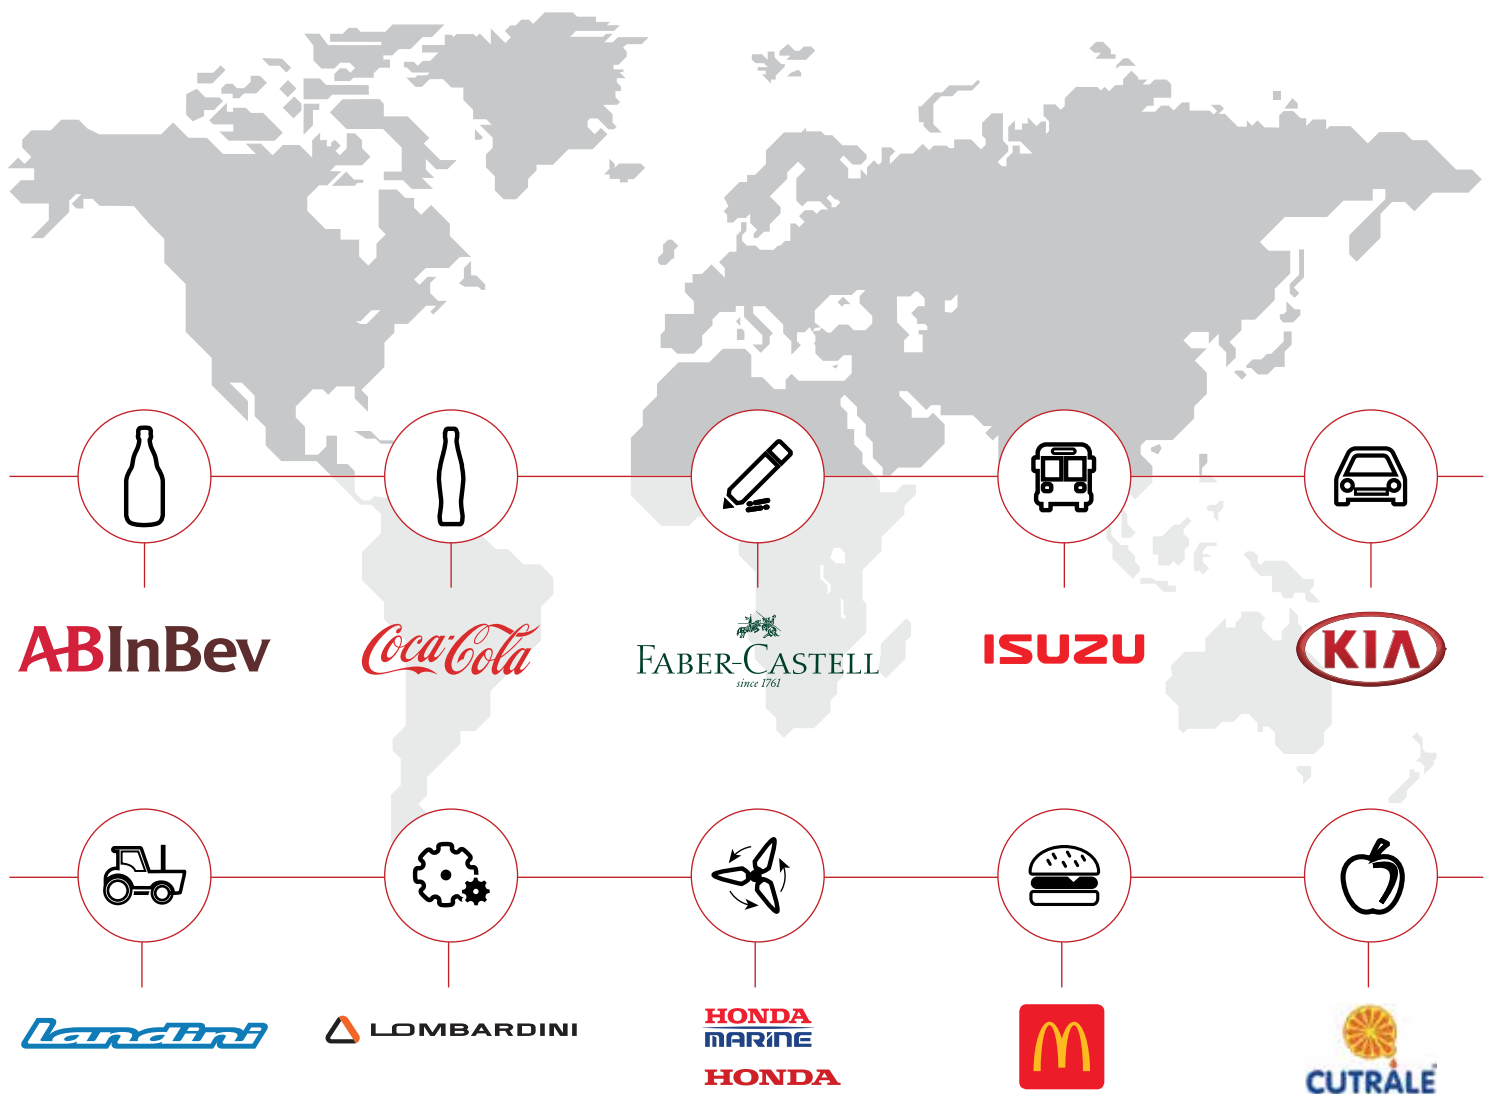 ABInBev
Coca-Cola
FABER-CASTELL
since 1761
ISUZU
KIA
Landini
LOMBARDINI
HONDA
MARINE
HONDA
CUTRALE